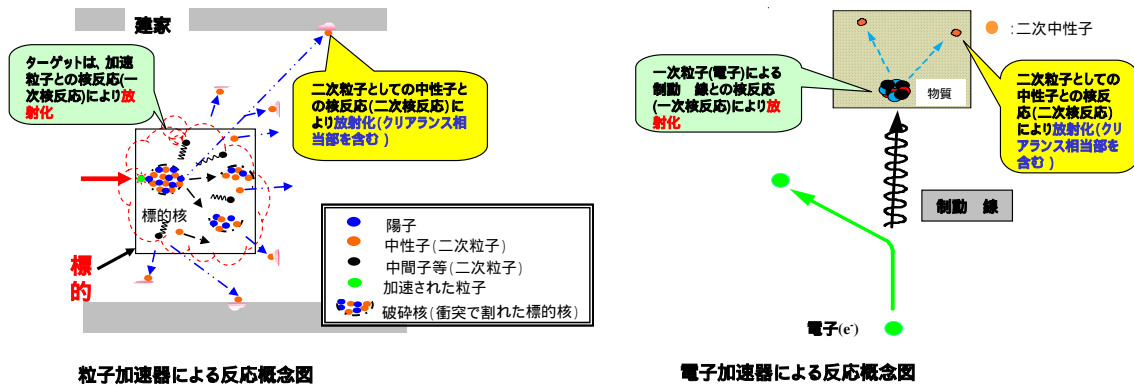 建家
ターゲットは、加速
粒子との核反応(一
次核反応)により放
射化
二次粒子としての中性子と
の核反応(二次核反応)に
より放射化(クリアランス相
当部を含む)
標的核
標
的
陽子
中性子(二次粒子)
中間子等(二次粒子)
加速された粒子
破砕核(衝突で割れた標的核)
粒子加速器による反応概念図
:二次中性子
一次粒子(電子)による
制動 線との核反応
(一次核反応)により放
射化
物質
二次粒子としての
中性子との核反
応(二次核反応)
により放射化(クリ
アランス相当部を
含む)
制動 線
電子(e-)
電子加速器による反応概念図